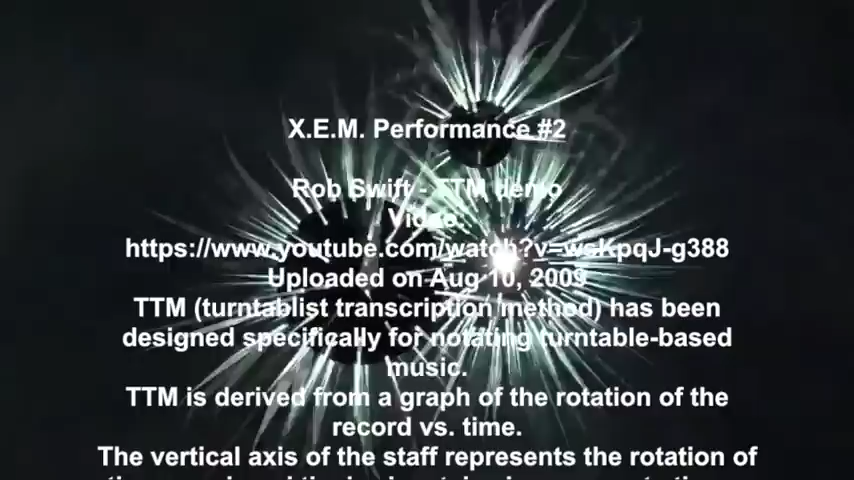 X.E.M. Performance #2
Rob Swift - TTM demo
Video:
https://www.youtube.com/watch?v=wsKpqJ-g388
Uploaded on Aug 10, 2009
TTM (turntablist transcription method) has been
designed specifically for notating turntable-based
music.
TTM is derived from a graph of the rotation of the
record vs. time.
The vertical axis of the staff represents the rotation of